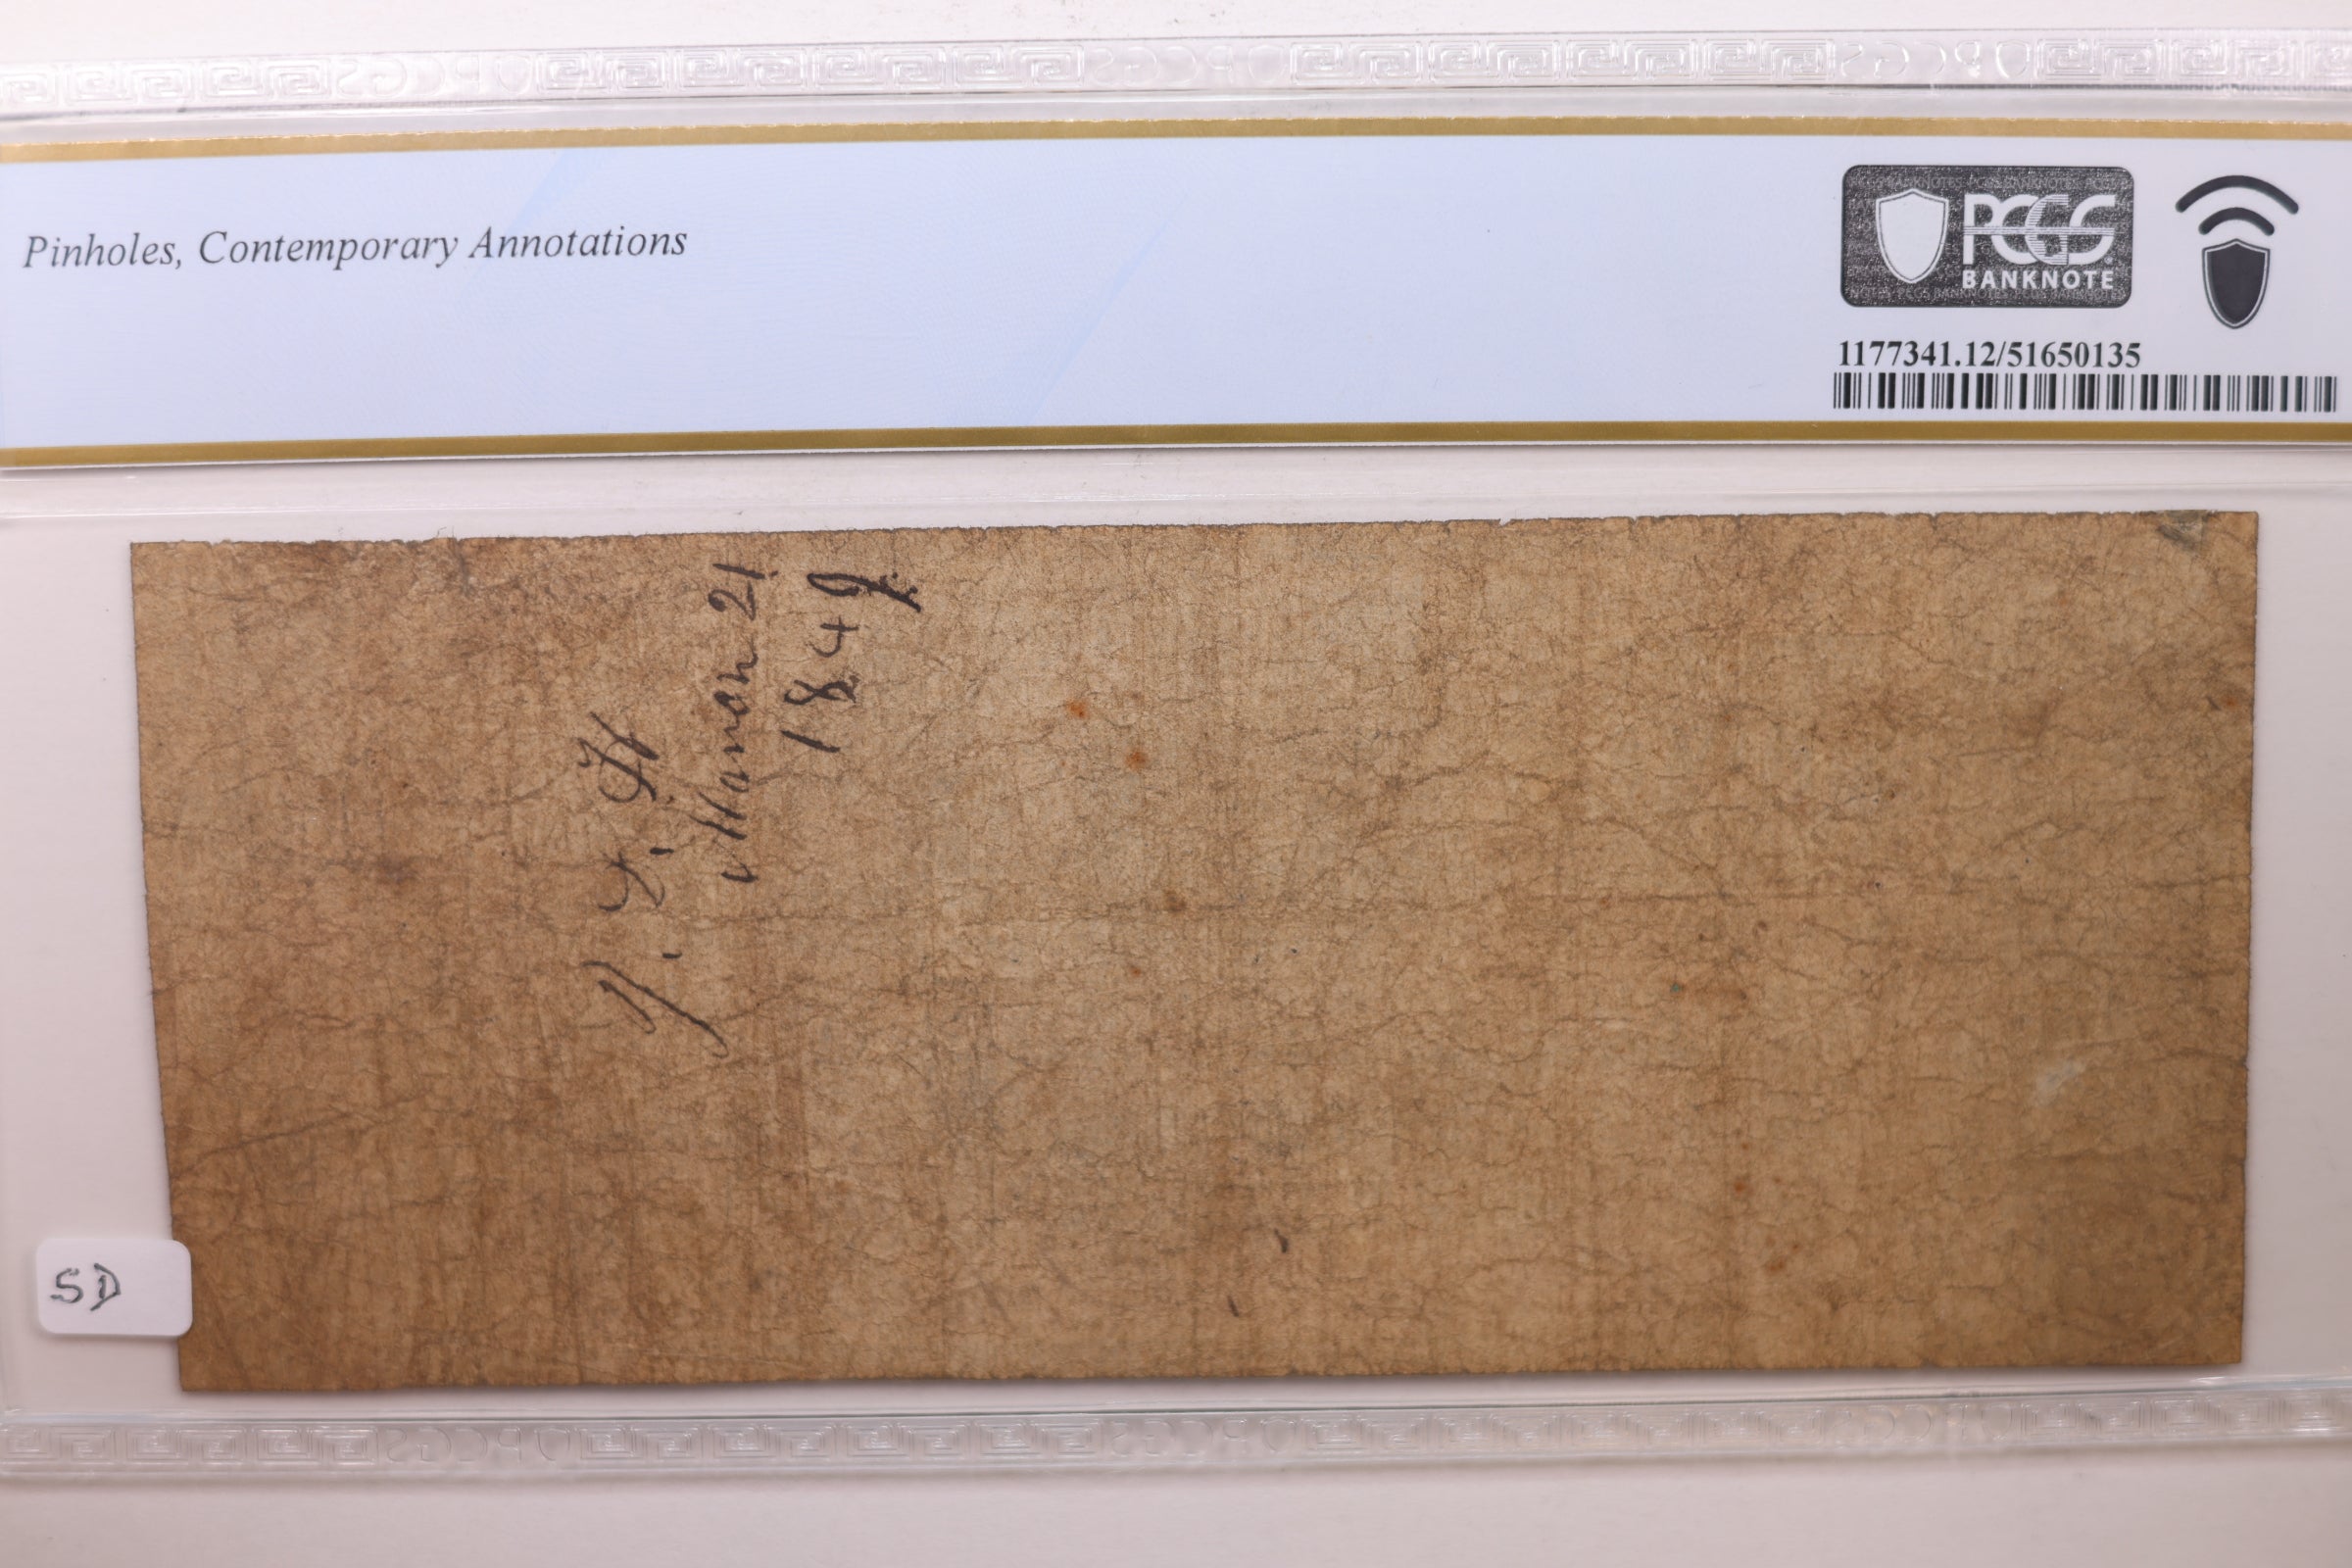 Pinholes, Contemporary Annotations
PCGS
BANKNOTE
1177341.12/51650135
March 21
1849.
SD